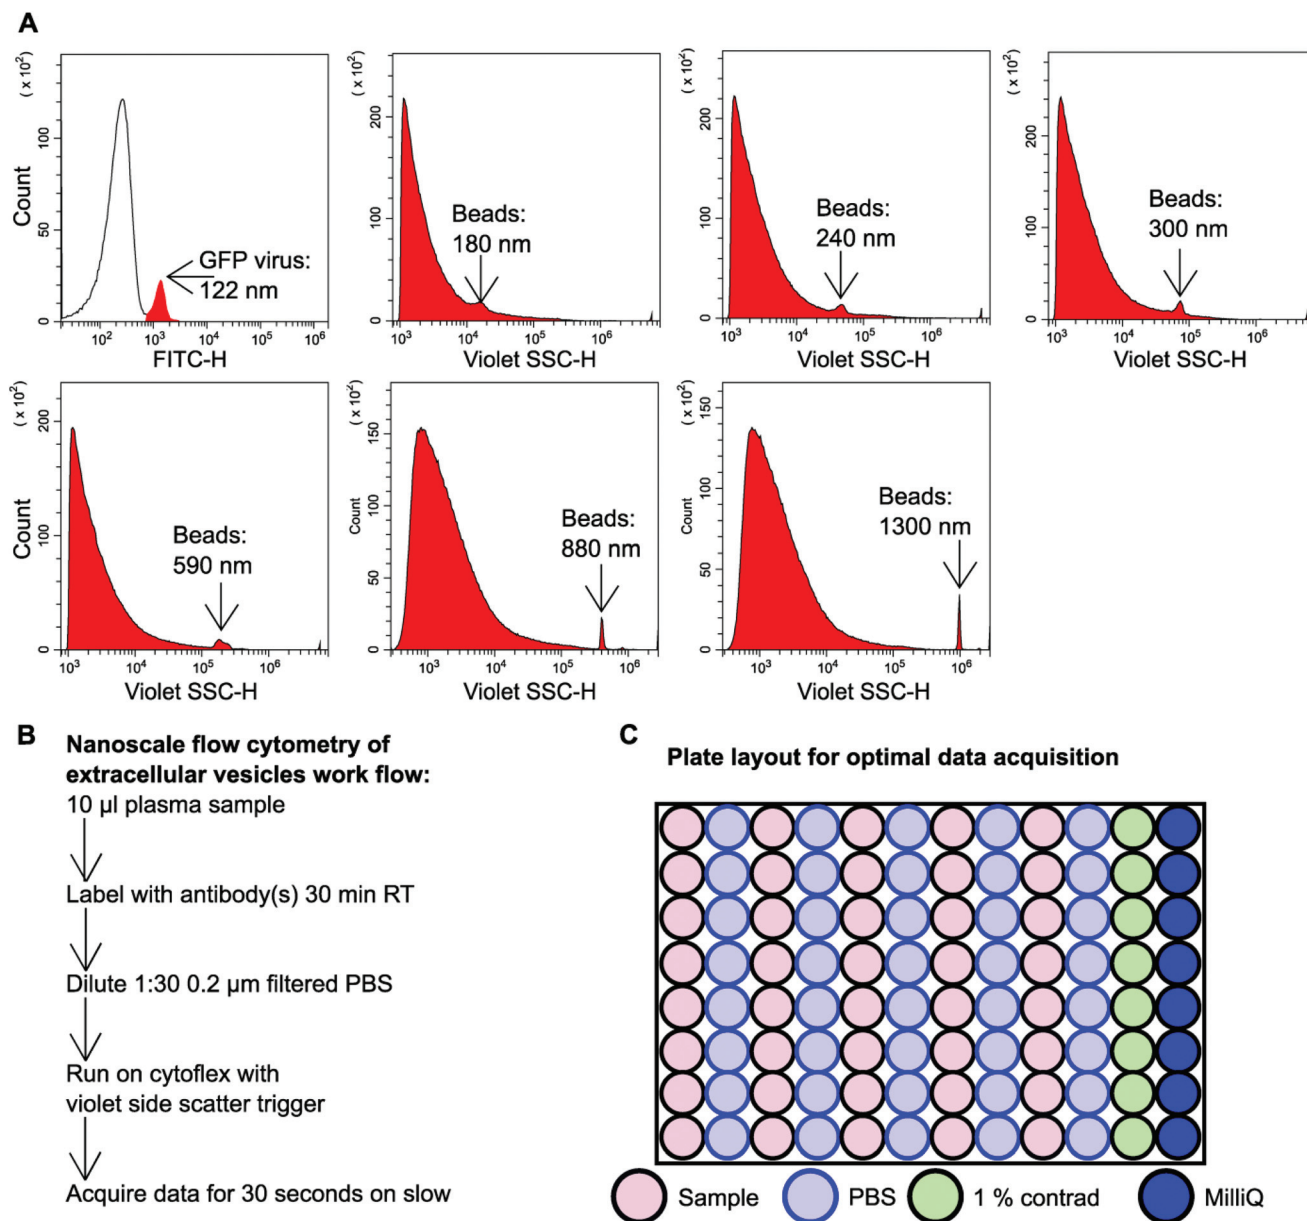 A
( x 10²)
Count
0 50 100
GFP virus:
122 nm
10² 10³ 10⁴ 10⁵ 10⁶
FITC-H
( x 10²)
0 100 200
Beads:
180 nm
10³ 10⁴ 10⁵ 10⁶
Violet SSC-H
( x 10²)
0 100 200
Beads:
240 nm
10³ 10⁴ 10⁵ 10⁶
Violet SSC-H
( x 10²)
0 100 200
Beads:
300 nm
10³ 10⁴ 10⁵ 10⁶
Violet SSC-H
( x 10²)
Count
0 100 200
Beads:
590 nm
10³ 10⁴ 10⁵ 10⁶
Violet SSC-H
( x 10²)
Count
0 50 100 150
Beads:
880 nm
10³ 10⁴ 10⁵ 10⁶
Violet SSC-H
( x 10²)
Count
0 50 100 150
Beads:
1300 nm
10³ 10⁴ 10⁵ 10⁶
Violet SSC-H
B
Nanoscale flow cytometry of
extracellular vesicles work flow:
10 µl plasma sample
Label with antibody(s) 30 min RT
Dilute 1:30 0.2 µm filtered PBS
Run on cytoflex with
violet side scatter trigger
Acquire data for 30 seconds on slow
C
Plate layout for optimal data acquisition
Sample PBS 1 % contrad MilliQ